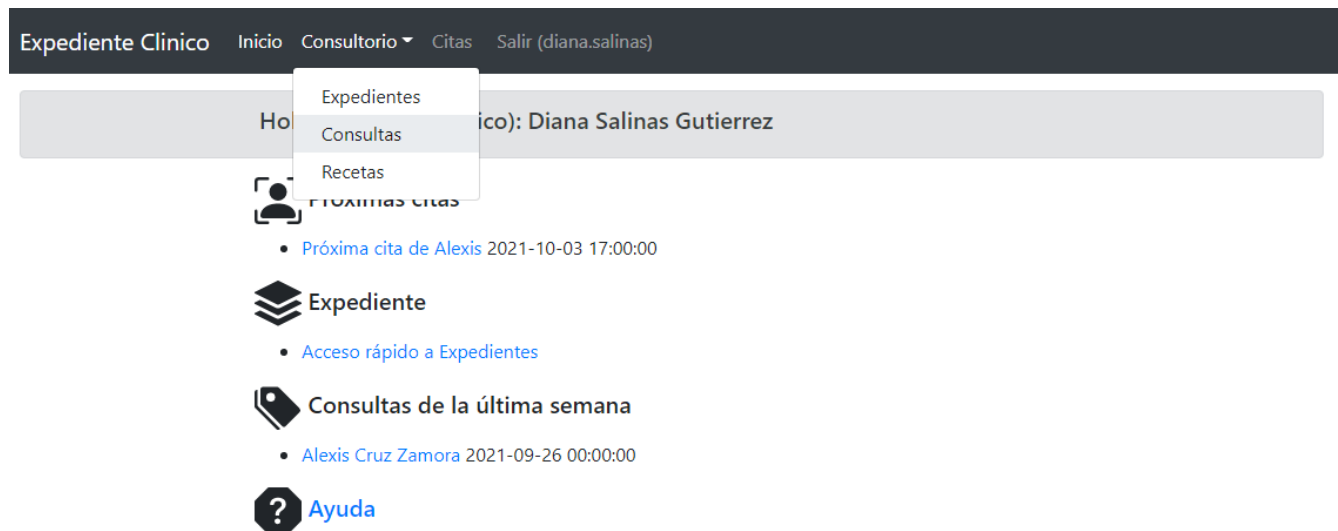 Expediente Clinico Inicio Consultorio Citas Salir (diana.salinas)
Expedientes
Consultas
Recetas
Diana Salinas Gutierrez
Próximas citas
Próxima cita de Alexis 2021-10-03 17:00:00
Expediente
Acceso rápido a Expedientes
Consultas de la última semana
Alexis Cruz Zamora 2021-09-26 00:00:00
Ayuda